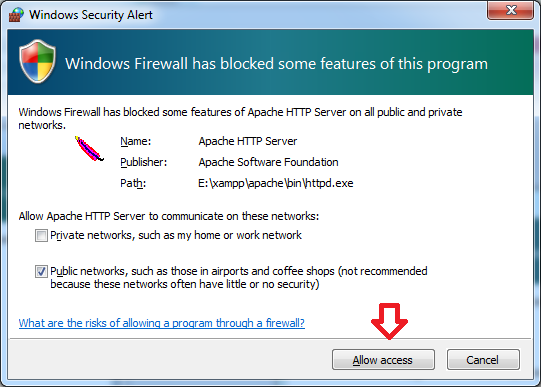 Windows Security Alert
Windows Firewall has blocked some features of this program
Windows Firewall has blocked some features of Apache HTTP Server on all public and private
networks.
Name: Apache HTTP Server
Publisher: Apache Software Foundation
Path: E:\xampp\apache\bin\httpd.exe
Allow Apache HTTP Server to communicate on these networks:
Private networks, such as my home or work network
Public networks, such as those in airports and coffee shops (not recommended
because these networks often have little or no security)
What are the risks of allowing a program through a firewall?
Allow access Cancel